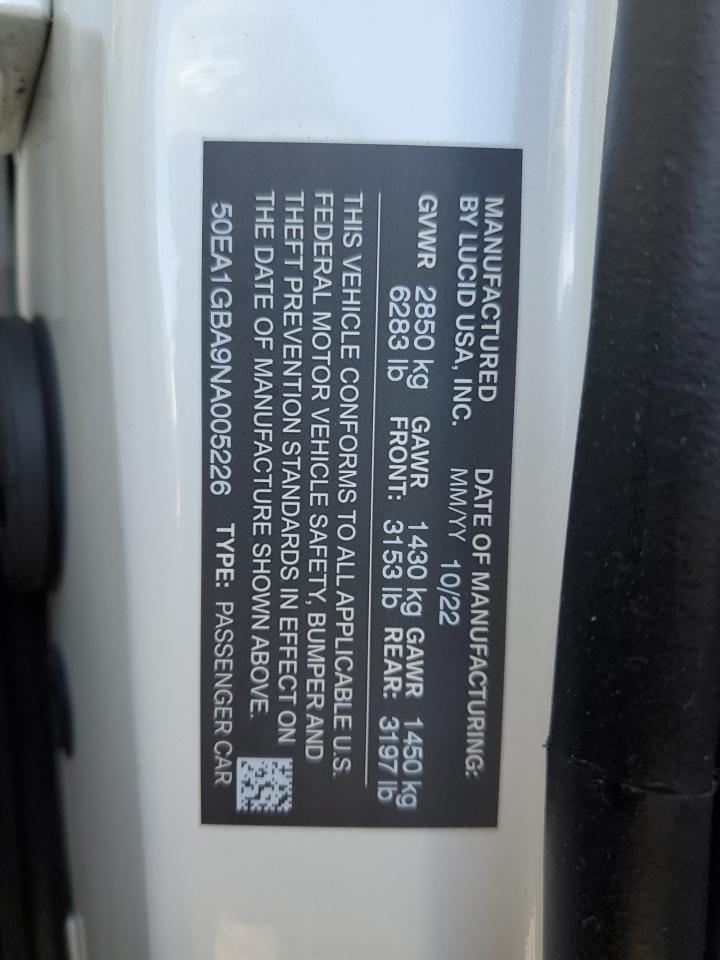 MANUFACTURED
BY LUCID USA, INC.
DATE OF MANUFACTURING:
MM/YY 10/22
GVWR 2850 kg
6283 lb
GAWR 1430 kg
FRONT: 3153 lb
GAWR 1450 kg
REAR: 3197 lb
THIS VEHICLE CONFORMS TO ALL APPLICABLE U.S.
FEDERAL MOTOR VEHICLE SAFETY, BUMPER AND
THEFT PREVENTION STANDARDS IN EFFECT ON
THE DATE OF MANUFACTURE SHOWN ABOVE.
50EA1GBA9NA005226 TYPE: PASSENGER CAR